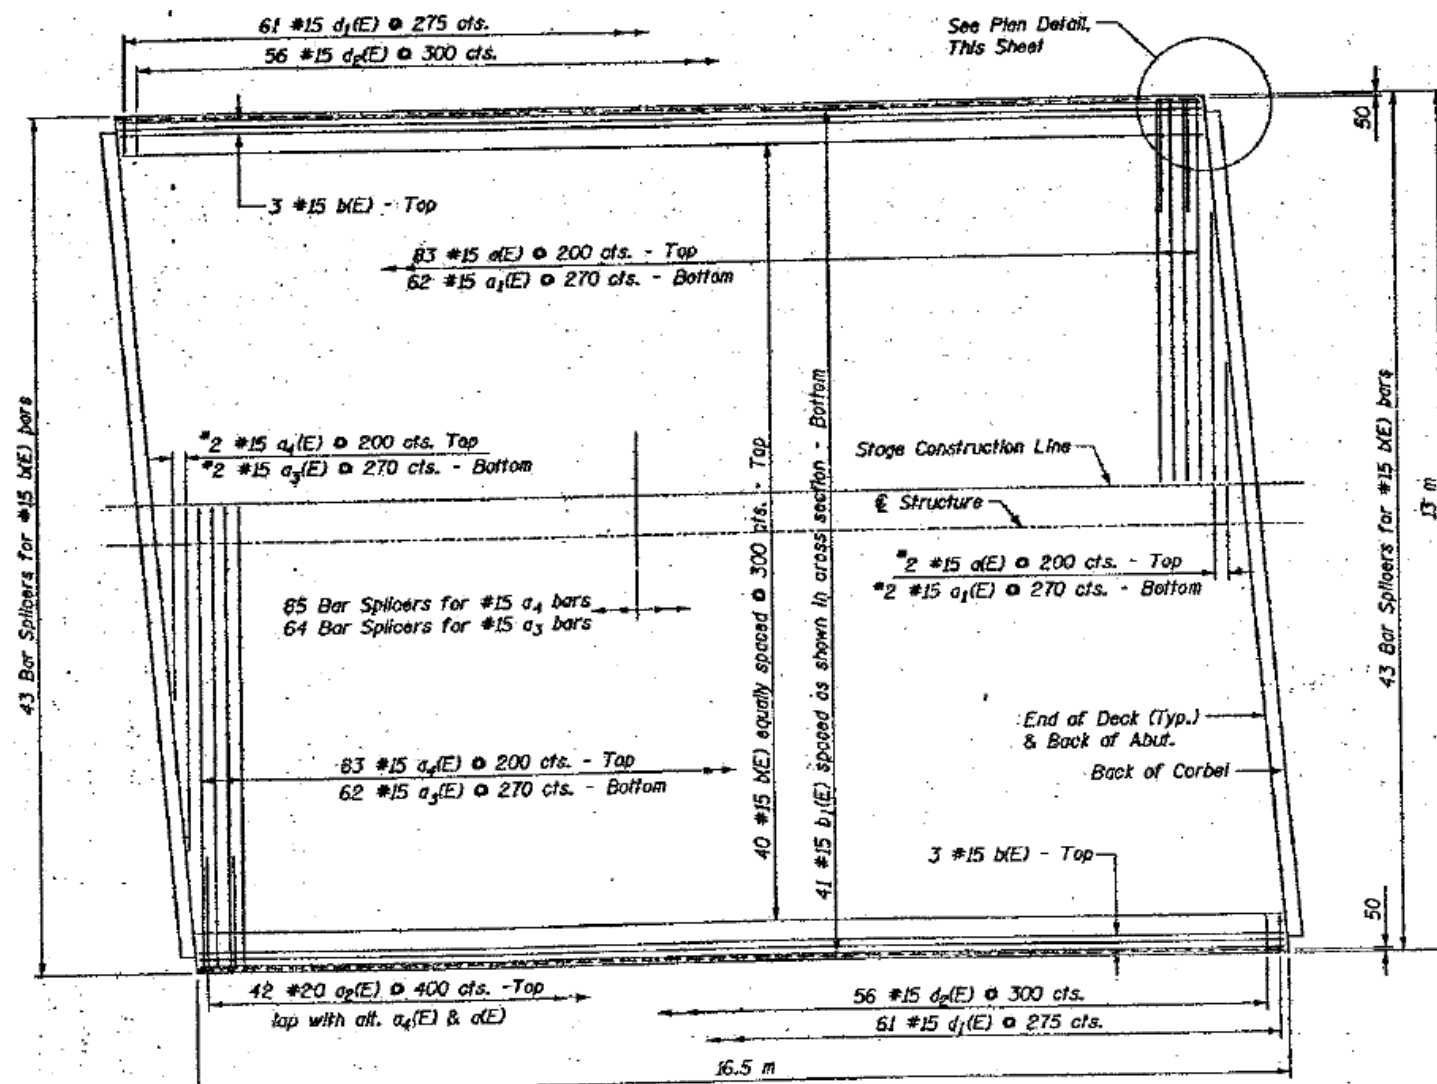 61 #15 d1(E) @ 275 cts.
56 #15 d2(E) @ 300 cts.
See Plan Detail,
This Sheet
50
3 #15 b(E) - Top
83 #15 a(E) @ 200 cts. - Top
62 #15 a1(E) @ 270 cts. - Bottom
43 Bar Splicers for #15 b(E) bars
*2 #15 a4(E) @ 200 cts. Top
*2 #15 a3(E) @ 270 cts. - Bottom
40 #15 b(E) equally spaced @ 300 cts. - Top
41 #15 b1(E) spaced as shown in cross section - Bottom
Stage Construction Line
℄ Structure
*2 #15 a(E) @ 200 cts. - Top
*2 #15 a1(E) @ 270 cts. - Bottom
43 Bar Splicers for #15 b(E) bars
13 m
85 Bar Splicers for #15 a4 bars
64 Bar Splicers for #15 a3 bars
End of Deck (Typ.)
& Back of Abut.
Back of Corbel
83 #15 a4(E) @ 200 cts. - Top
62 #15 a3(E) @ 270 cts. - Bottom
3 #15 b(E) - Top
50
42 #20 a2(E) @ 400 cts. -Top
lap with alt. a4(E) & a(E)
56 #15 d2(E) @ 300 cts.
61 #15 d1(E) @ 275 cts.
16.5 m